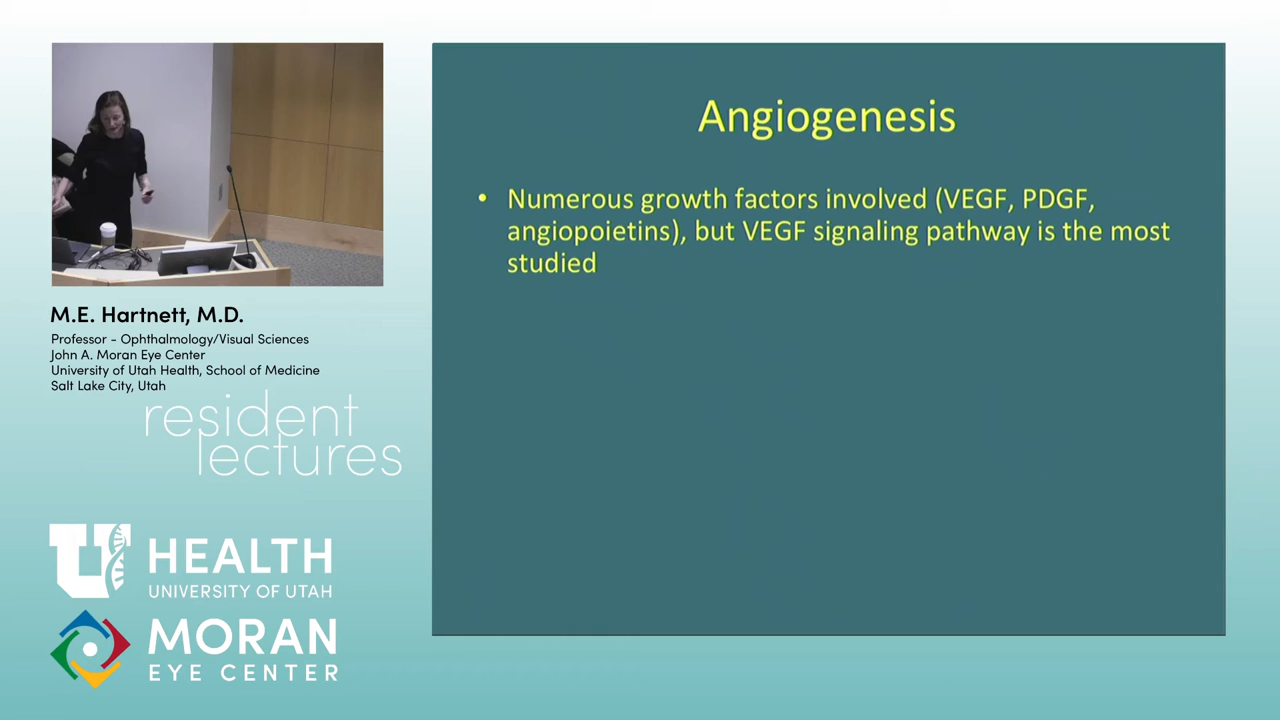 Angiogenesis
• Numerous growth factors involved (VEGF, PDGF,
angiopoietins), but VEGF signaling pathway is the most
studied
M.E. Hartnett, M.D.
Professor - Ophthalmology/Visual Sciences
John A. Moran Eye Center
University of Utah Health, School of Medicine
Salt Lake City, Utah
resident
lectures
U HEALTH
UNIVERSITY OF UTAH
MORAN
EYE CENTER